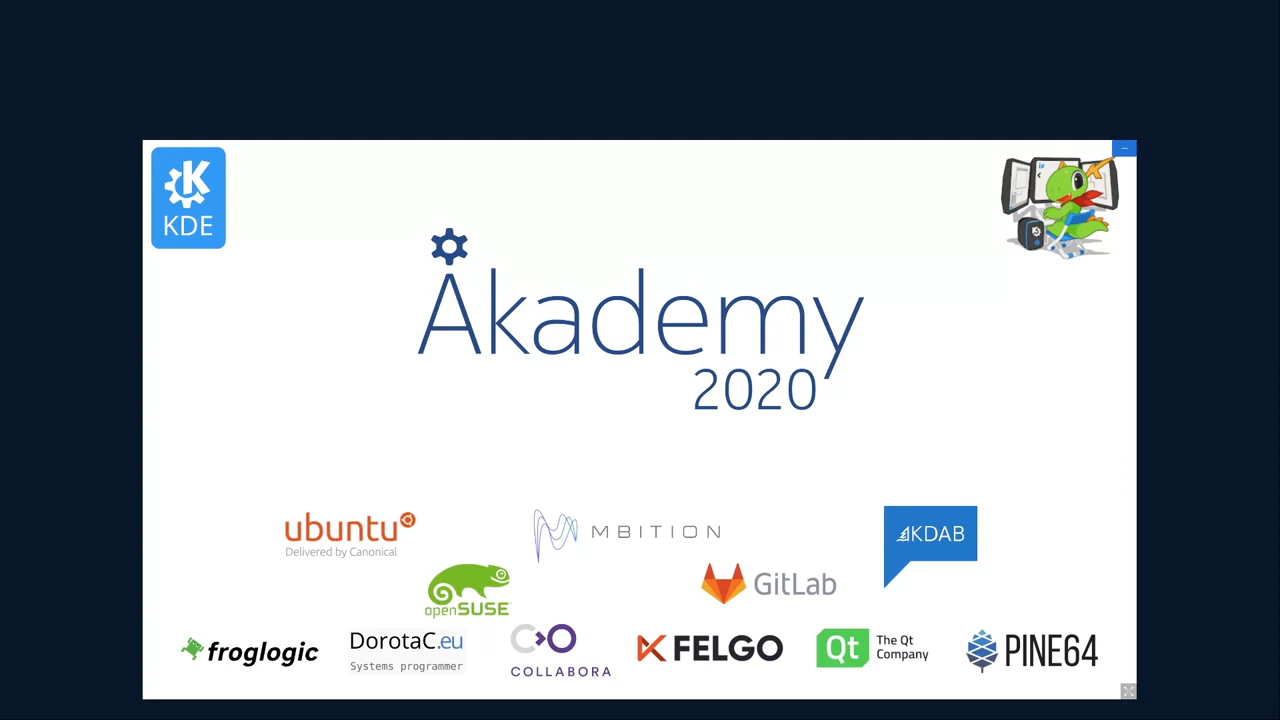 KDE
Akademy
2020
ubuntu
Delivered by Canonical
MBITION
KDAB
openSUSE
GitLab
froglogic
DorotaC.eu
Systems programmer
COLLABORA
FELGO
Qt
The Qt
Company
PINE64